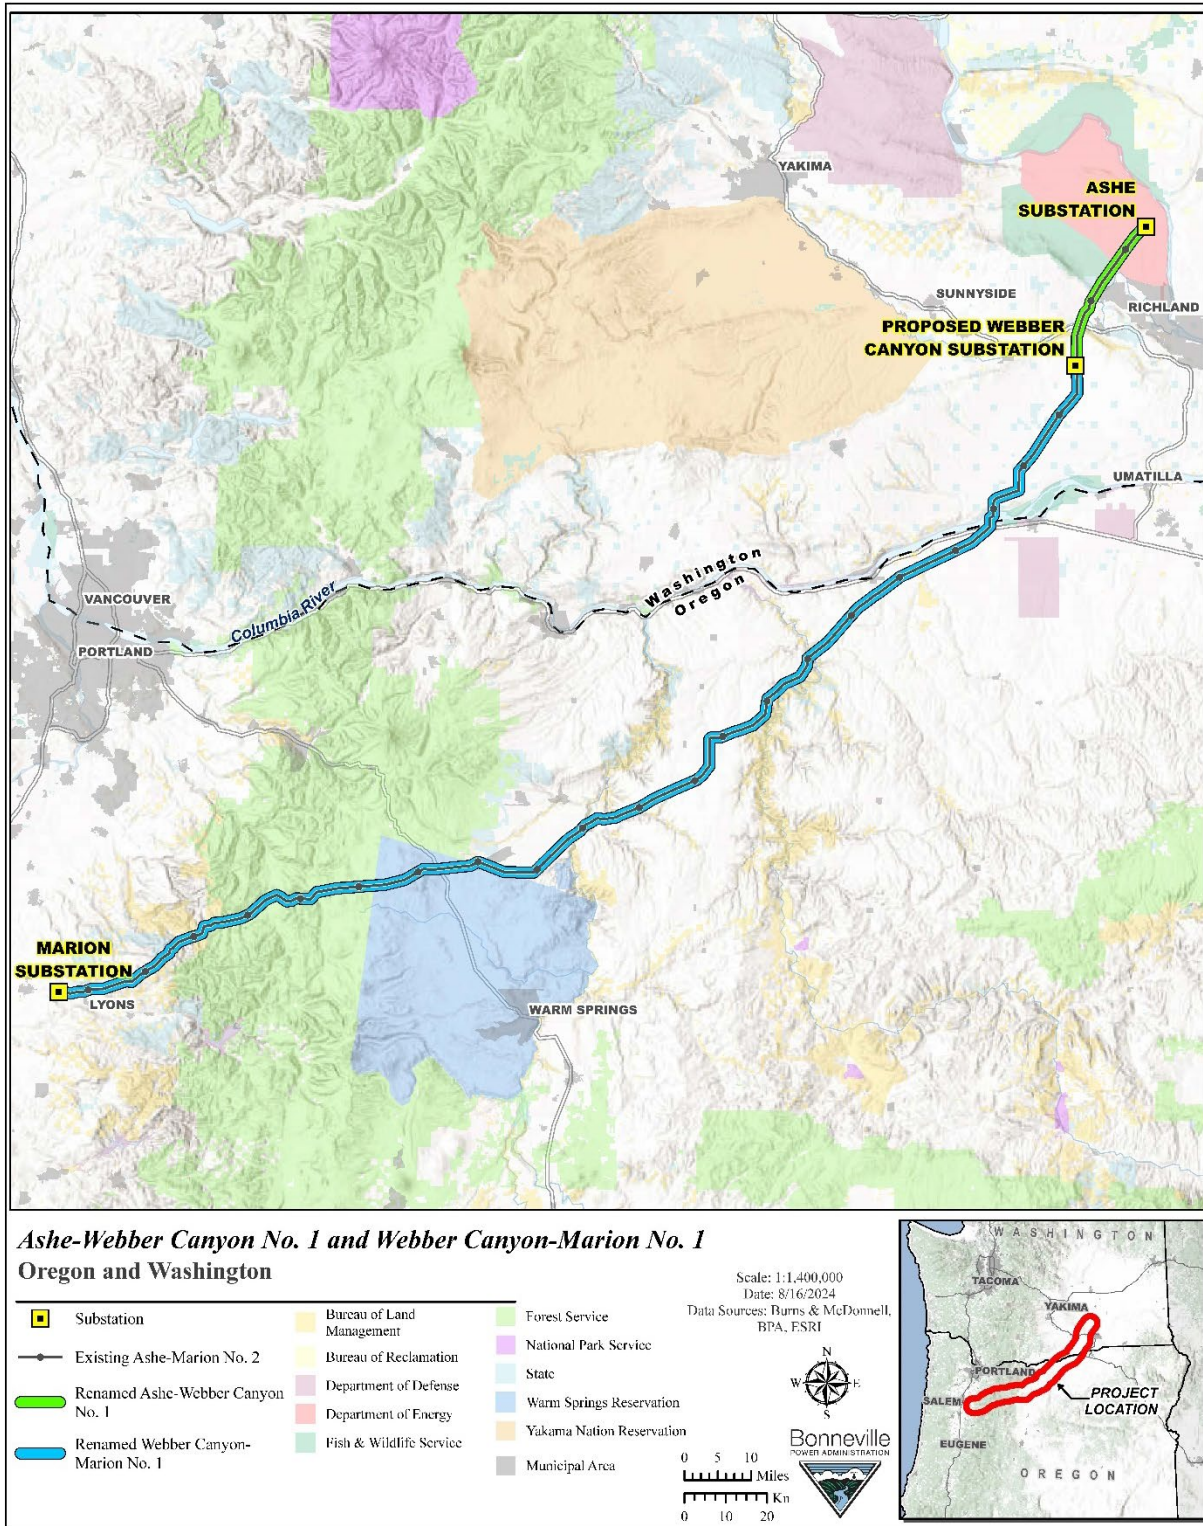 YAKIMA
ASHE
SUBSTATION
SUNNYSIDE
RICHLAND
PROPOSED WEBBER
CANYON SUBSTATION
UMATILLA
Washington
Oregon
Columbia River
VANCOUVER
PORTLAND
MARION
SUBSTATION
LYONS
WARM SPRINGS
Ashe-Webber Canyon No. 1 and Webber Canyon-Marion No. 1
Oregon and Washington
Substation
Existing Ashe-Marion No. 2
Renamed Ashe-Webber Canyon
No. 1
Renamed Webber Canyon-
Marion No. 1
Bureau of Land
Management
Bureau of Reclamation
Department of Defense
Department of Energy
Fish & Wildlife Service
Forest Service
National Park Service
State
Warm Springs Reservation
Yakama Nation Reservation
Municipal Area
Scale: 1:1,400,000
Date: 8/16/2024
Data Sources: Burns & McDonnell,
BPA, ESRI
N
W E
S
0 5 10
Miles
Km
0 10 20
Bonneville
POWER ADMINISTRATION
WASHINGTON
TACOMA
YAKIMA
PORTLAND
SALEM
PROJECT
LOCATION
EUGENE
OREGON